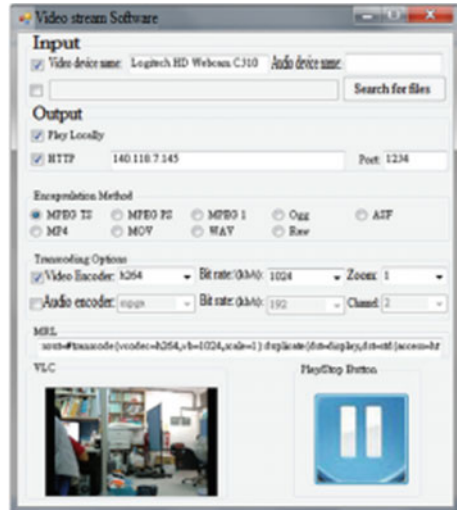 Video stream Software
Input
Video device name: Logitech HD Webcam C310 Audio device name:
Search for files
Output
Play Locally
HTTP 140.118.7.145 Port: 1234
Encapsulation Method
MPEG TS MPEG PS MPEG 1 Ogg ASF
MP4 MOV WAV Raw
Transcoding Options
Video Encoder: h264 Bit rate:(kb/s): 1024 Zoom: 1
Audio encoder: mpga Bit rate:(kb/s): 192 Channel: 2
MRL
sout=#transcode{vcodec=h264,vb=1024,scale=1}:duplicate{dst=display,dst=std{access=ht
VLC Play/Stop Button